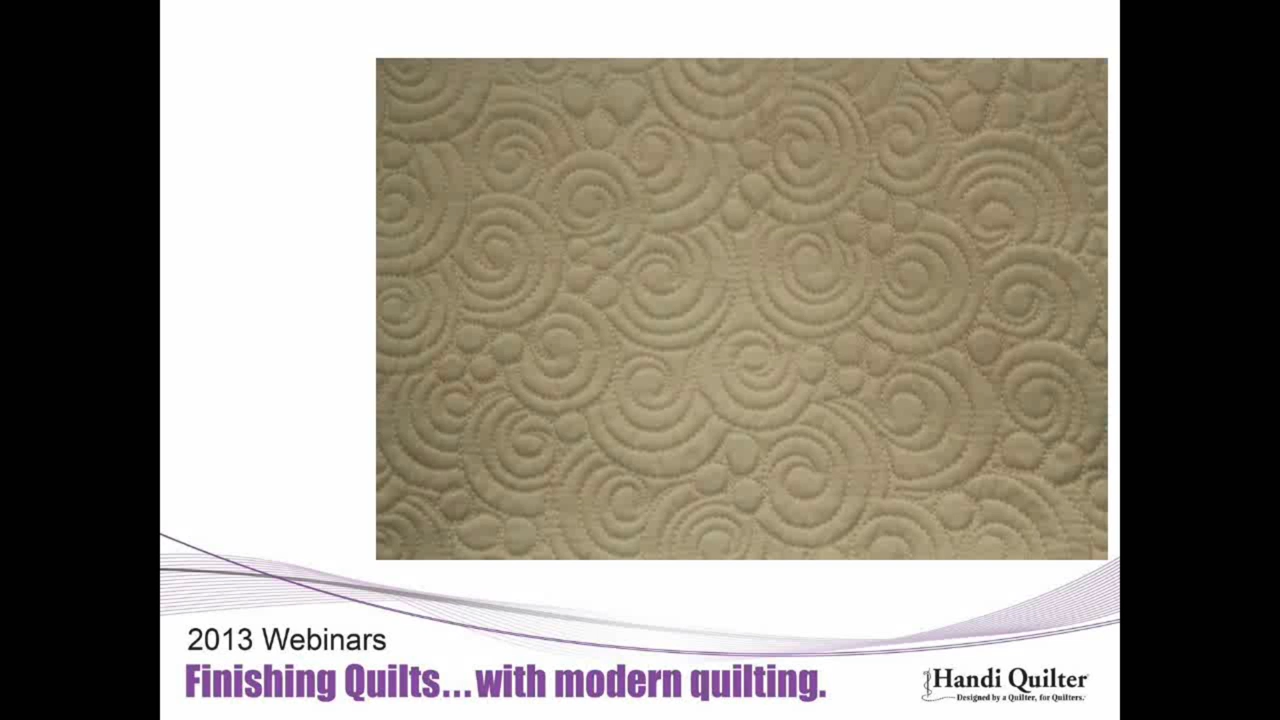 2013 Webinars
Finishing Quilts...with modern quilting.
Handi Quilter
Designed by a Quilter, for Quilters.